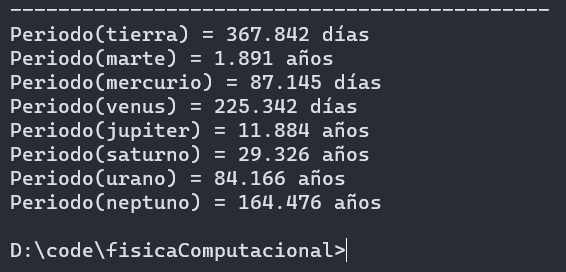 ---------------------------------------------
Periodo(tierra) = 367.842 días
Periodo(marte) = 1.891 años
Periodo(mercurio) = 87.145 días
Periodo(venus) = 225.342 días
Periodo(jupiter) = 11.884 años
Periodo(saturno) = 29.326 años
Periodo(urano) = 84.166 años
Periodo(neptuno) = 164.476 años
D:\code\fisicaComputacional>